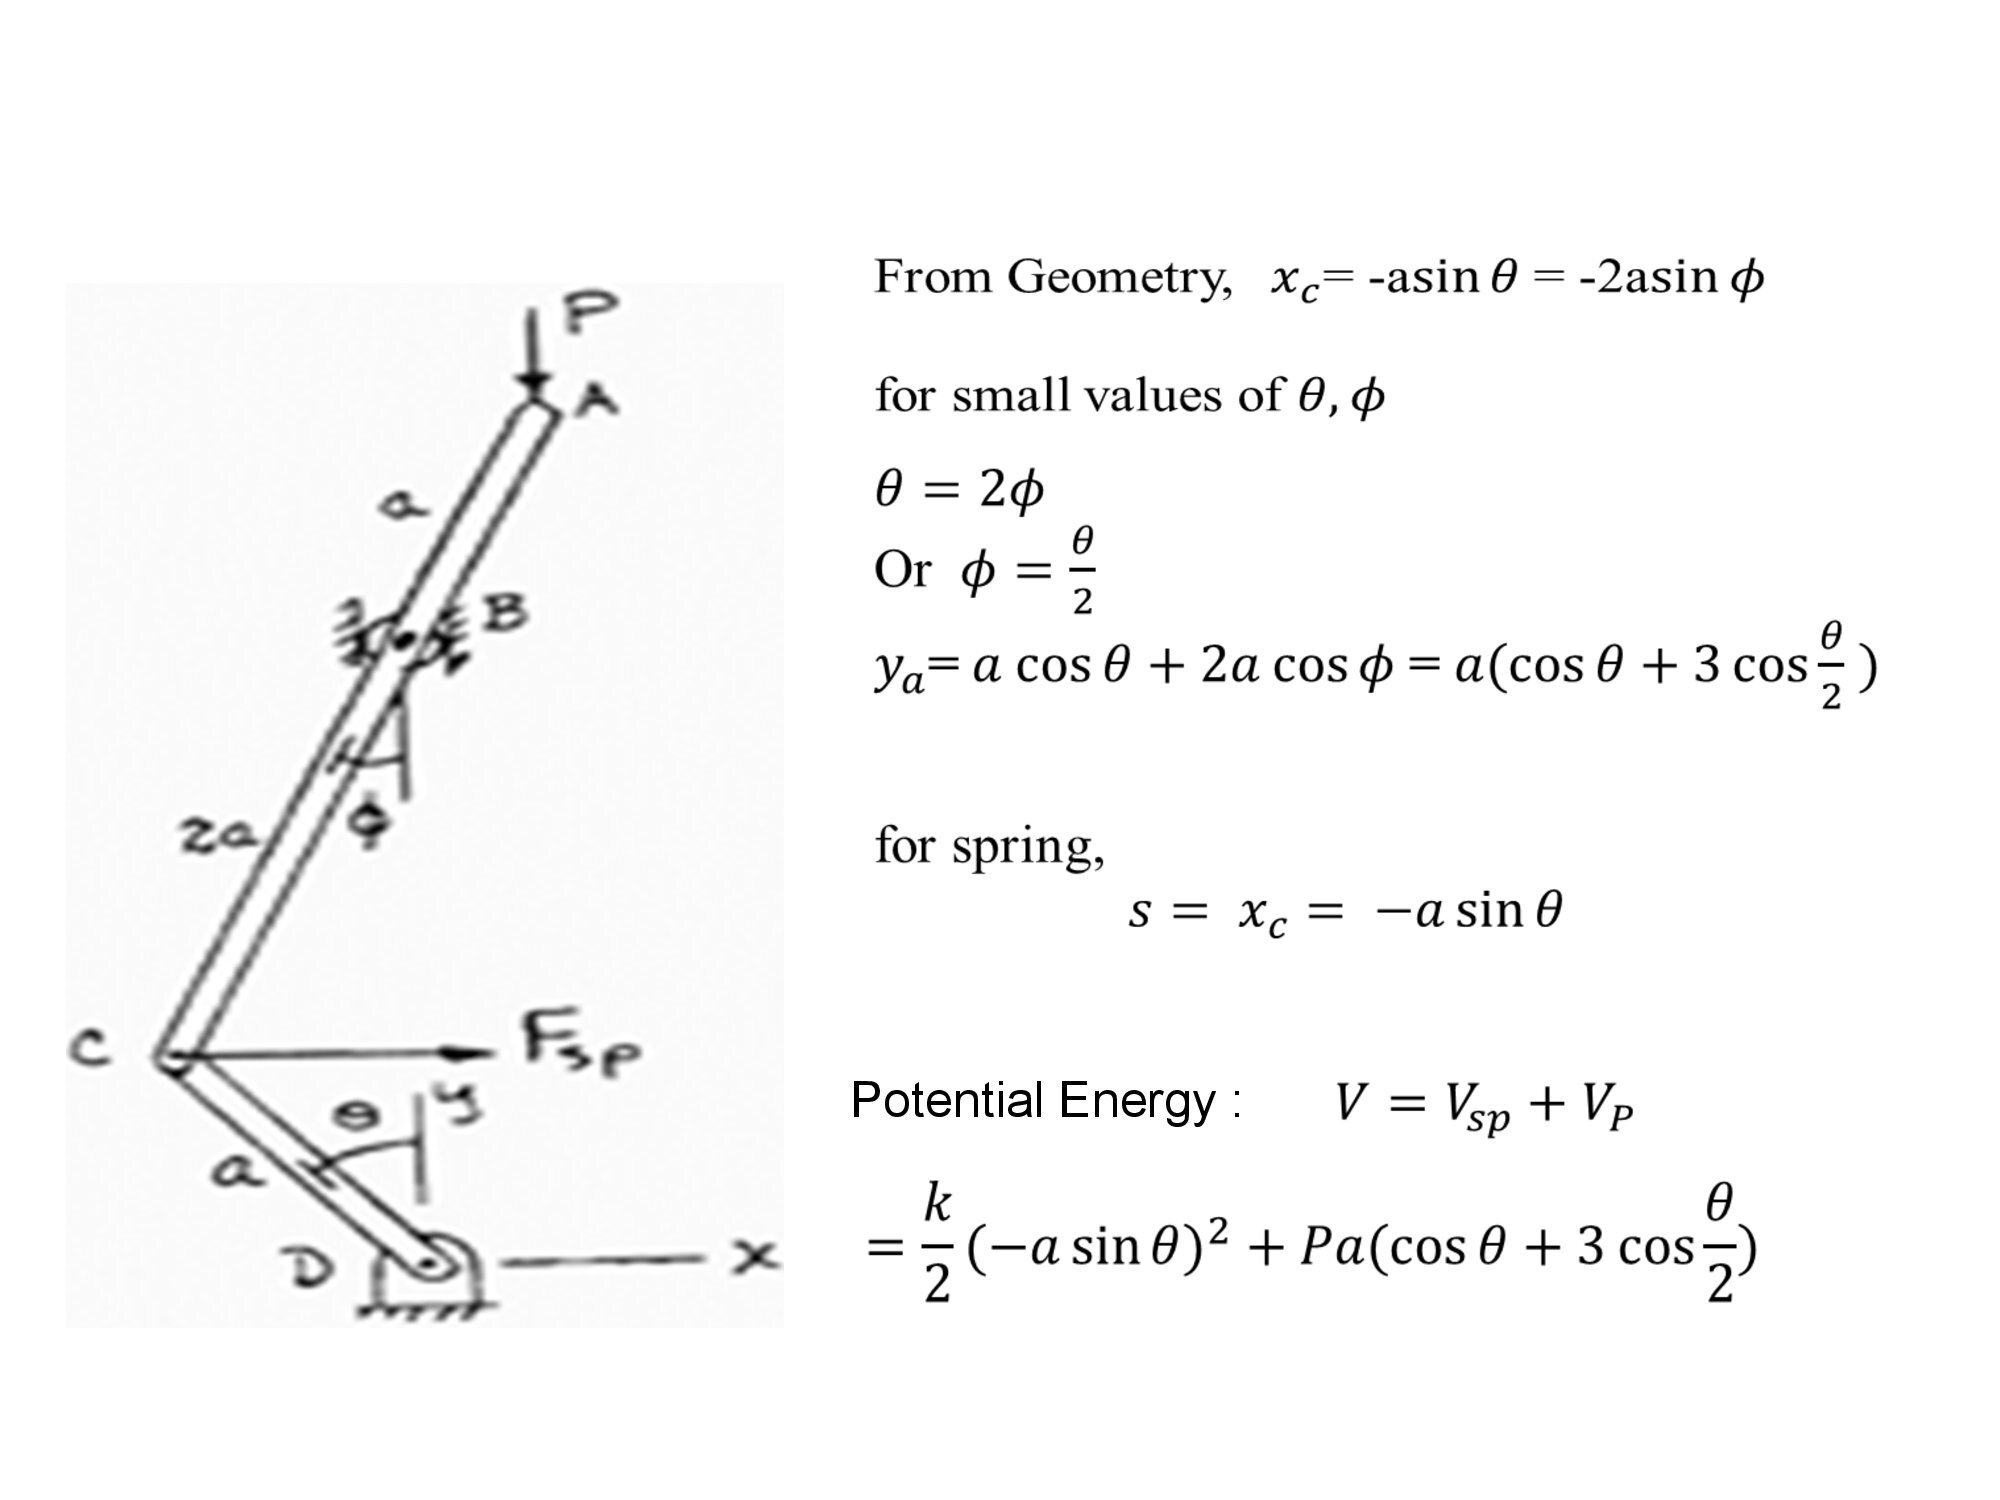 P
A
a
B
2a
ϕ
C
Fsp
θ
y
a
D
x
From Geometry, x_c= -asin θ = -2asin ϕ
for small values of θ, ϕ
θ = 2ϕ
Or ϕ = θ/2
y_a= a cos θ + 2a cos ϕ = a(cos θ + 3 cos θ/2 )
for spring,
s = x_c = −a sin θ
Potential Energy : V = V_sp + V_P
= k/2 (−a sin θ)² + Pa(cos θ + 3 cos θ/2)